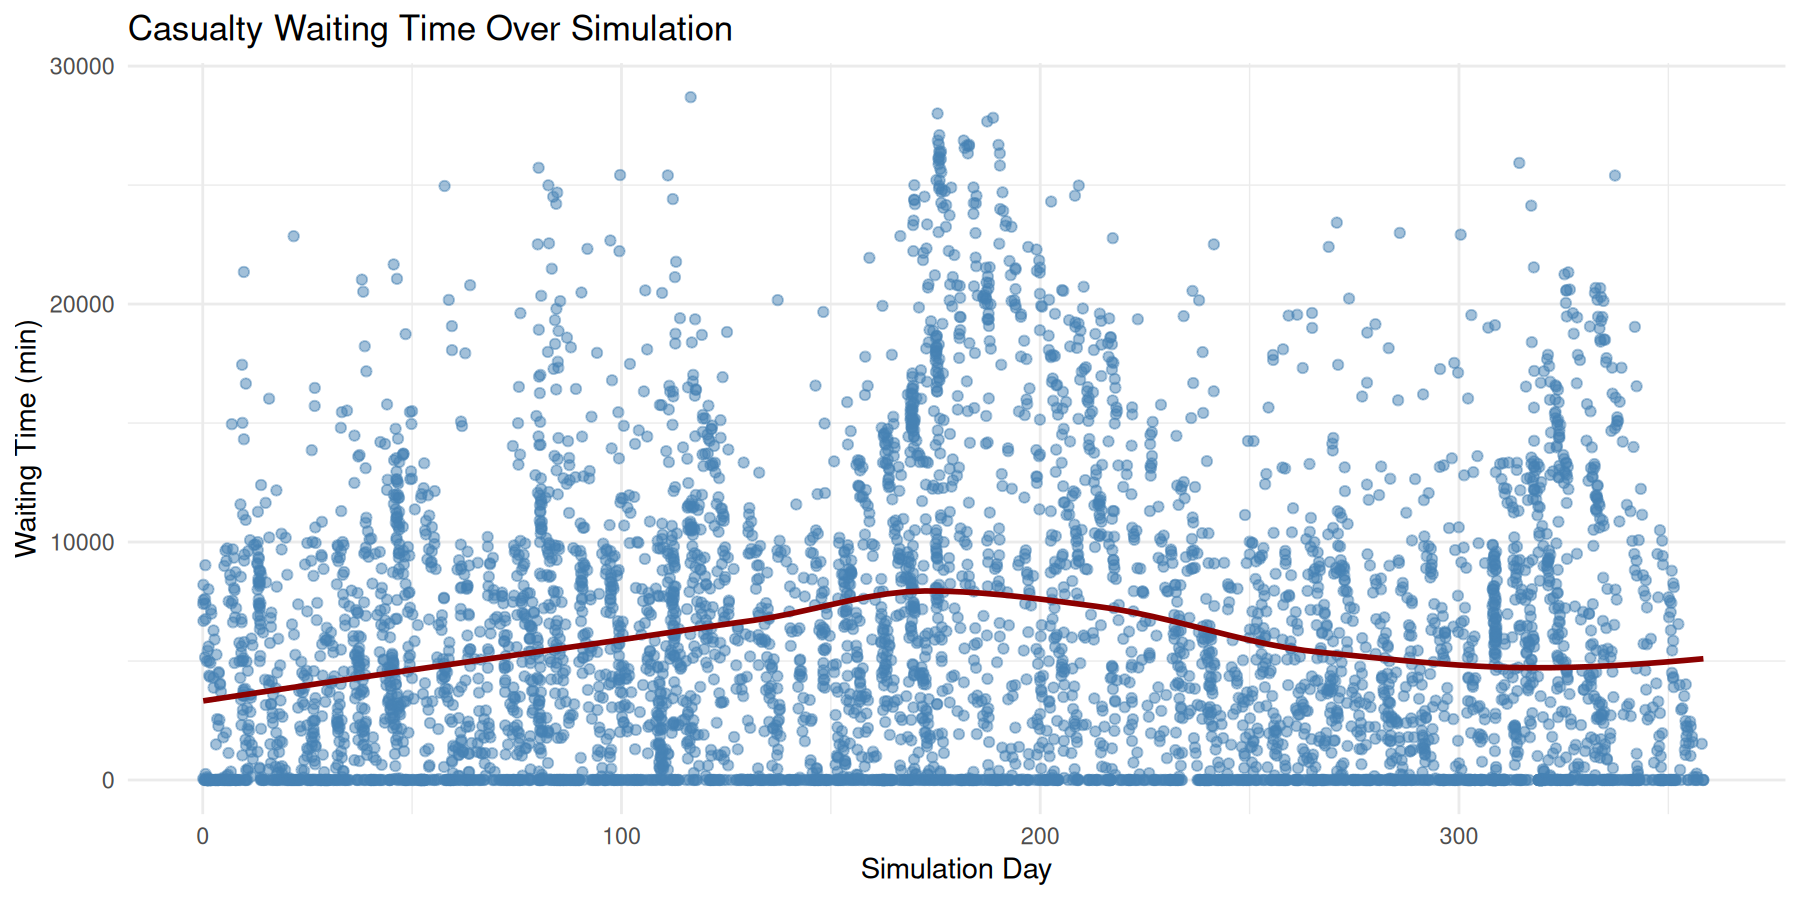 Casualty Waiting Time Over Simulation
30000
20000
10000
0
Waiting Time (min)
0 100 200 300
Simulation Day